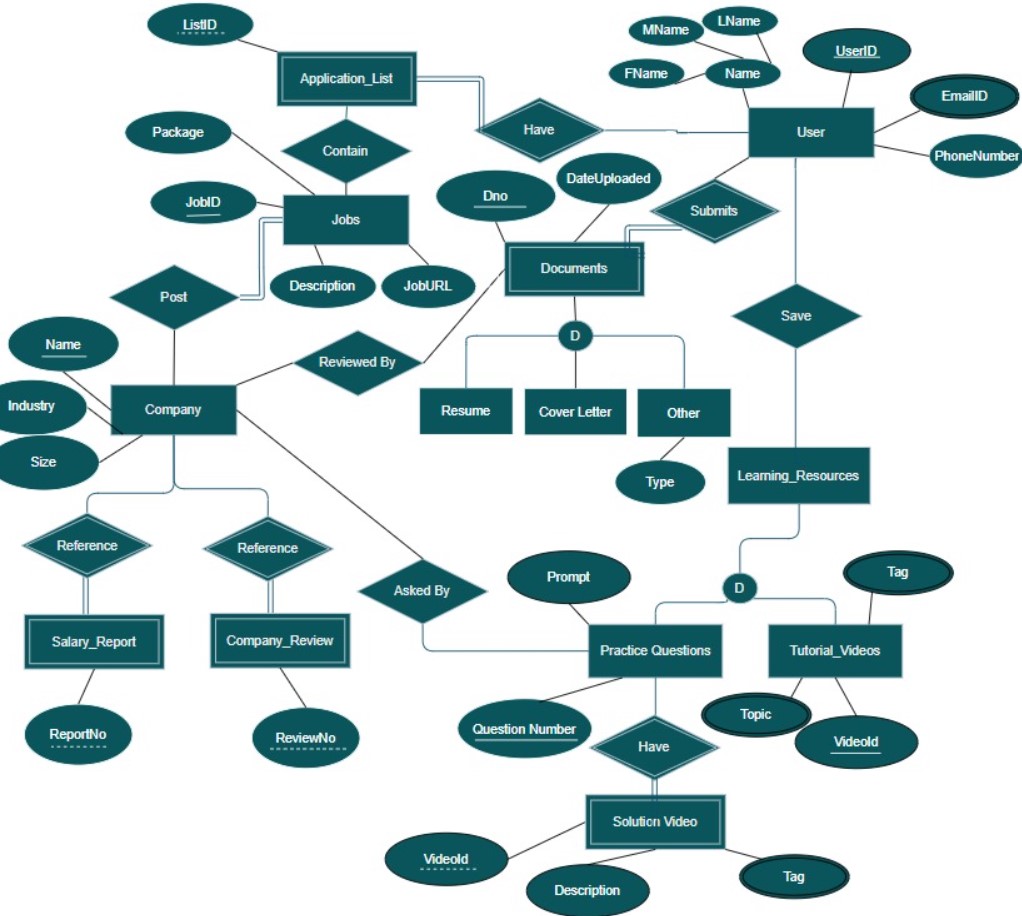 ListID
Application_List
MName
LName
FName
Name
UserID
EmailID
Package
Contain
Have
User
PhoneNumber
JobID
Jobs
Dno
DateUploaded
Submits
Description
JobURL
Documents
Post
Save
Name
Reviewed By
D
Industry
Company
Resume
Cover Letter
Other
Size
Type
Learning_Resources
Reference
Reference
Asked By
Prompt
D
Tag
Salary_Report
Company_Review
Practice Questions
Tutorial_Videos
ReportNo
ReviewNo
Question Number
Topic
VideoId
Have
Solution Video
VideoId
Description
Tag